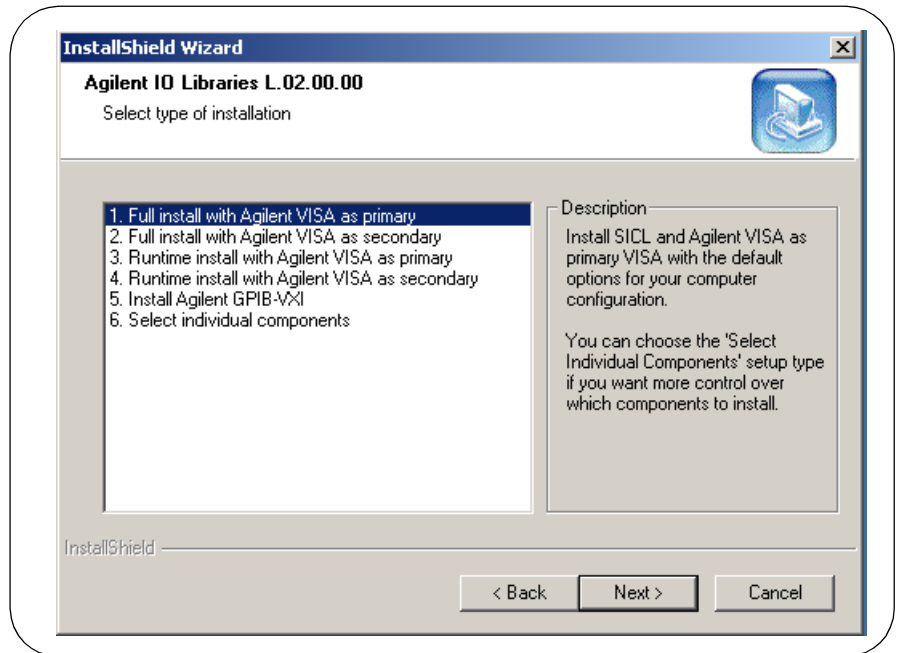 InstallShield Wizard
Agilent IO Libraries L.02.00.00
Select type of installation
1. Full install with Agilent VISA as primary
2. Full install with Agilent VISA as secondary
3. Runtime install with Agilent VISA as primary
4. Runtime install with Agilent VISA as secondary
5. Install Agilent GPIB-VXI
6. Select individual components
Description
Install SICL and Agilent VISA as
primary VISA with the default
options for your computer
configuration.
You can choose the 'Select
Individual Components' setup type
if you want more control over
which components to install.
InstallShield
< Back
Next >
Cancel